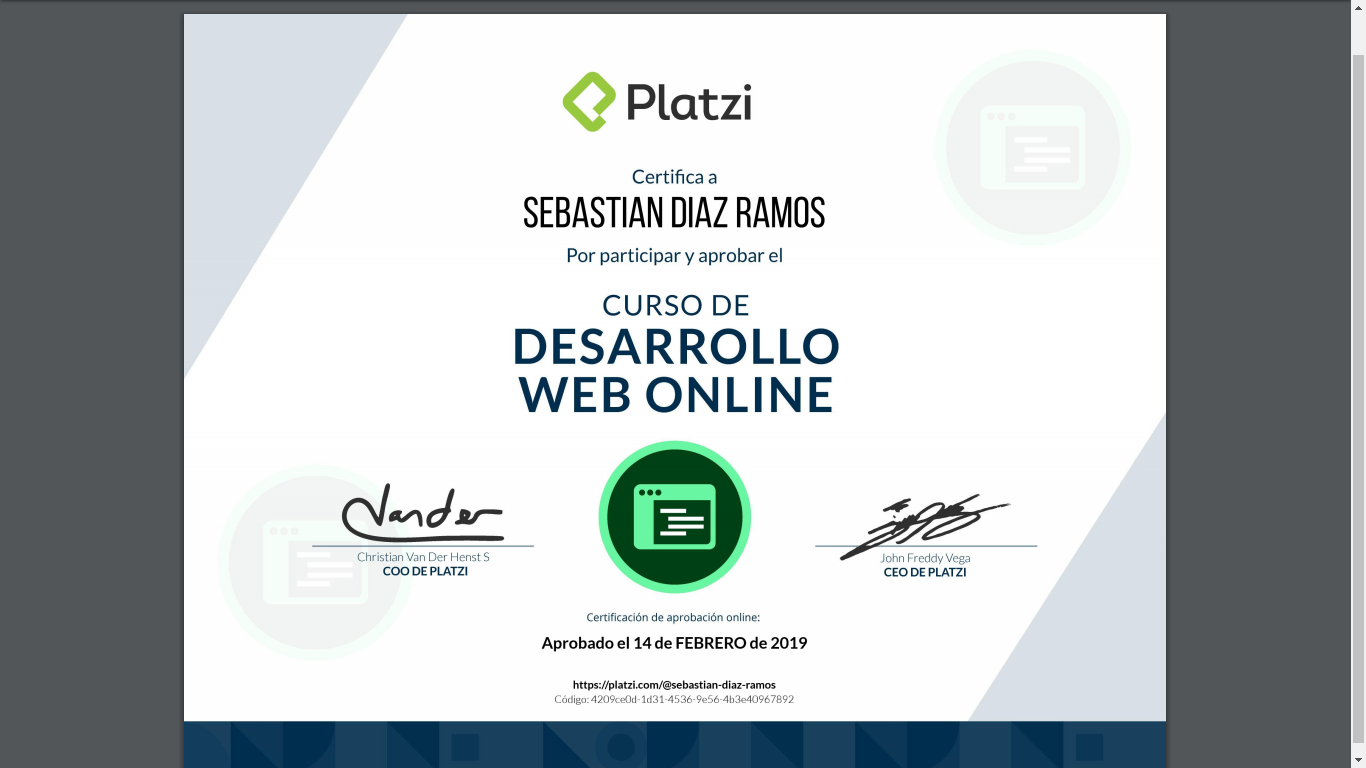 Platzi
Certifica a
SEBASTIAN DIAZ RAMOS
Por participar y aprobar el
CURSO DE
DESARROLLO
WEB ONLINE
Vander
Christian Van Der Henst S
COO DE PLATZI
John Freddy Vega
CEO DE PLATZI
Certificación de aprobación online:
Aprobado el 14 de FEBRERO de 2019
https://platzi.com/@sebastian-diaz-ramos
Código: 4209ce0d-1d31-4536-9e56-4b3e40967892